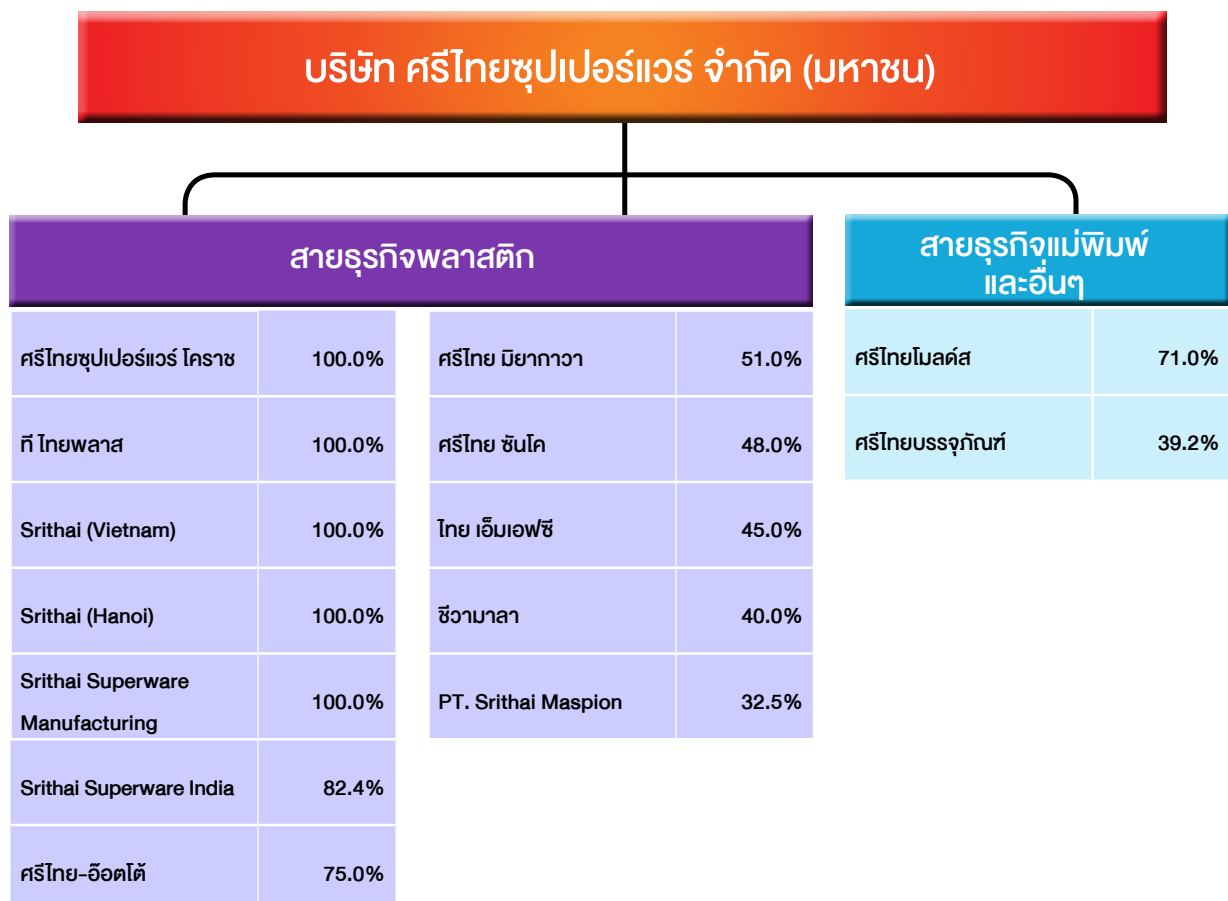 บริษัท ศรีไทยซุปเปอร์แวร์ จำกัด (มหาชน)
สายธุรกิจพลาสติก
ศรีไทยซุปเปอร์แวร์ โคราช 100.0%
ที ไทยพลาส 100.0%
Srithai (Vietnam) 100.0%
Srithai (Hanoi) 100.0%
Srithai Superware
Manufacturing 100.0%
Srithai Superware India 82.4%
ศรีไทย-อ๊อตโต้ 75.0%
ศรีไทย มิยากาวา 51.0%
ศรีไทย ซันโค 48.0%
ไทย เอ็มเอฟซี 45.0%
ชีวามาลา 40.0%
PT. Srithai Maspion 32.5%
สายธุรกิจแม่พิมพ์
และอื่นๆ
ศรีไทยโมลด์ส 71.0%
ศรีไทยบรรจุภัณฑ์ 39.2%